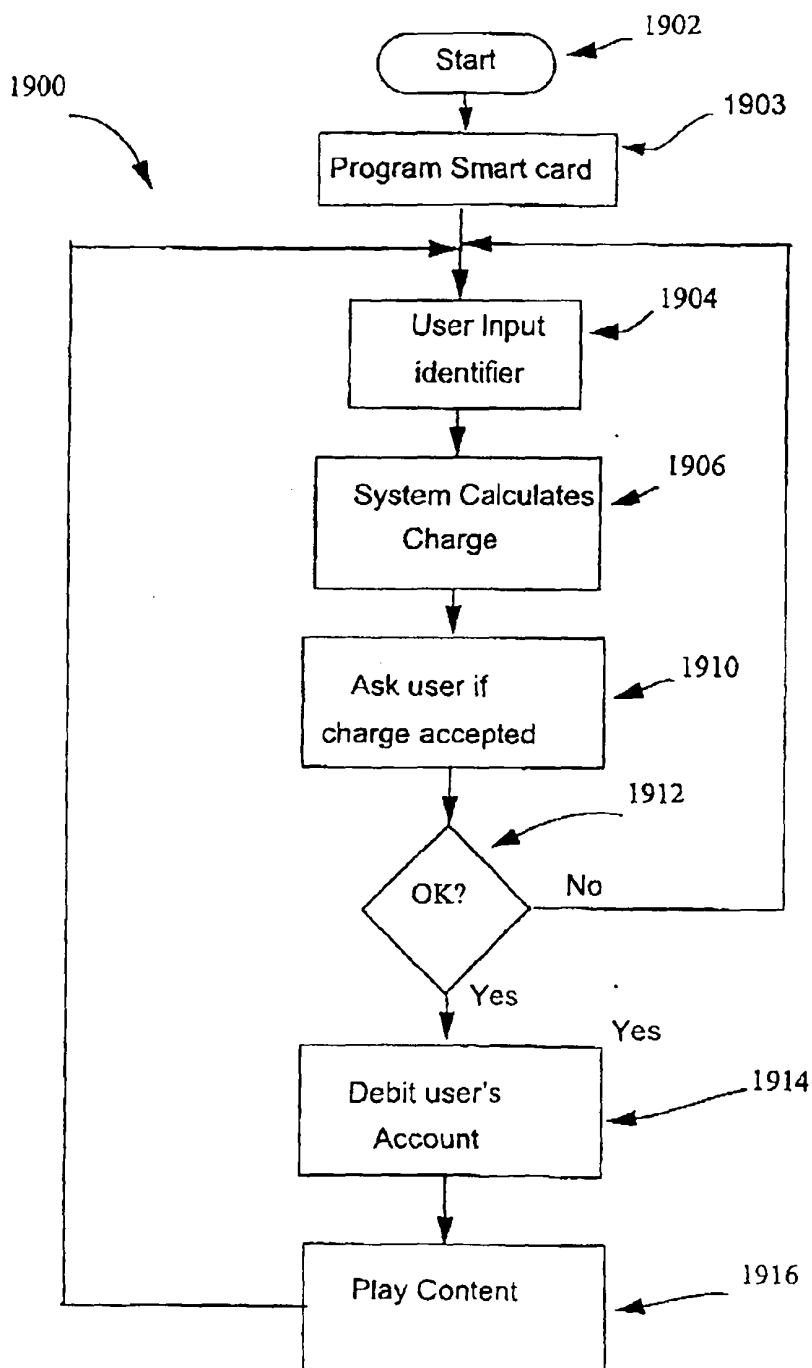 1902
Start
1900
1903
Program Smart card
1904
User Input
identifier
1906
System Calculates
Charge
1910
Ask user if
charge accepted
1912
OK?
No
Yes
Yes
Debit user's
Account
1914
Play Content
1916